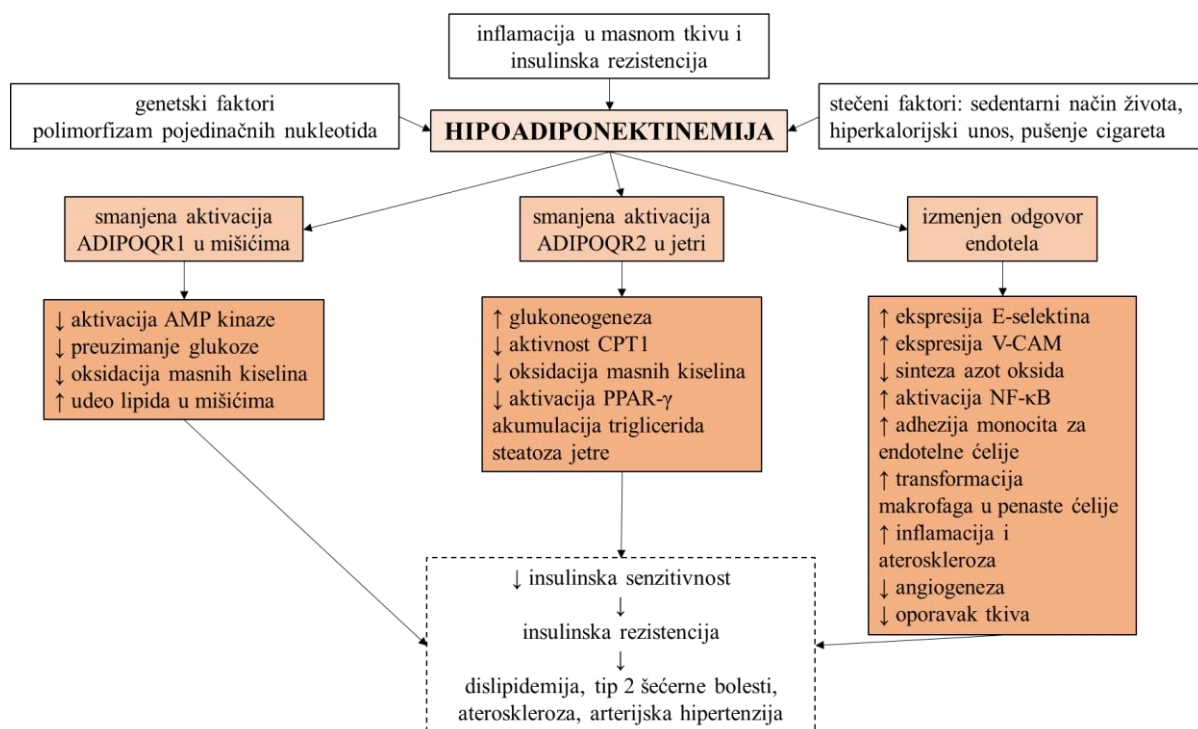 inflamacija u masnom tkivu i
insulinska rezistencija
genetski faktori
polimorfizam pojedinačnih nukleotida
HIPOADIPONEKTINEMIJA
stečeni faktori: sedentarni način života,
hiperkalorijski unos, pušenje cigareta
smanjena aktivacija
ADIPOQR1 u mišićima
smanjena aktivacija
ADIPOQR2 u jetri
izmenjen odgovor
endotela
↓ aktivacija AMP kinaze
↓ preuzimanje glukoze
↓ oksidacija masnih kiselina
↑ udeo lipida u mišićima
↑ glukoneogeneza
↓ aktivnost CPT1
↓ oksidacija masnih kiselina
↓ aktivacija PPAR-γ
akumulacija triglicerida
steatoza jetre
↑ ekspresija E-selektina
↑ ekspresija V-CAM
↓ sinteza azot oksida
↑ aktivacija NF-κB
↑ adhezija monocita za
endotelne ćelije
↑ transformacija
makrofaga u penaste ćelije
↑ inflamacija i
ateroskleroza
↓ angiogeneza
↓ oporavak tkiva
↓ insulinska senzitivnost
↓
insulinska rezistencija
↓
dislipidemija, tip 2 šećerne bolesti,
ateroskleroza, arterijska hipertenzija